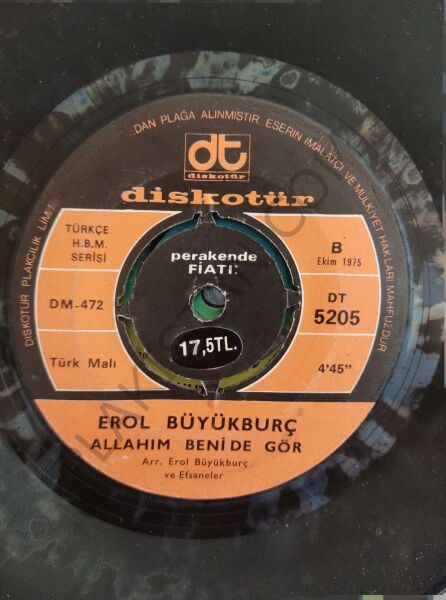 DİSKOTÜR PLAKCILIK LİMİ
DAN PLAĞA ALINMIŞTIR. ESERİN İMALATÇI VE MÜLKİYET HAKLARI MAHFUZDUR
dt
diskotür
diskotür
TÜRKÇE
H.B.M.
SERİSİ
perakende
FİATI:
B
Ekim 1975
DM-472
DT
5205
17,5TL.
Türk Malı
4'45"
EROL BÜYÜKBURÇ
ALLAHIM BENİ DE GÖR
Arr. Erol Büyükburç
ve Efsaneler